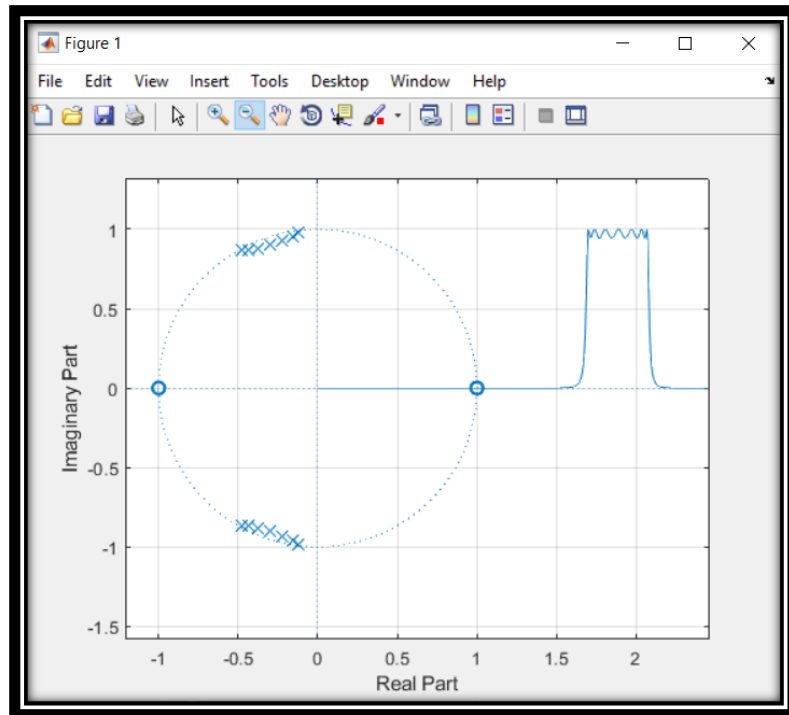 Figure 1
File Edit View Insert Tools Desktop Window Help
1
0.5
0
-0.5
-1
-1.5
Imaginary Part
-1 -0.5 0 0.5 1 1.5 2
Real Part